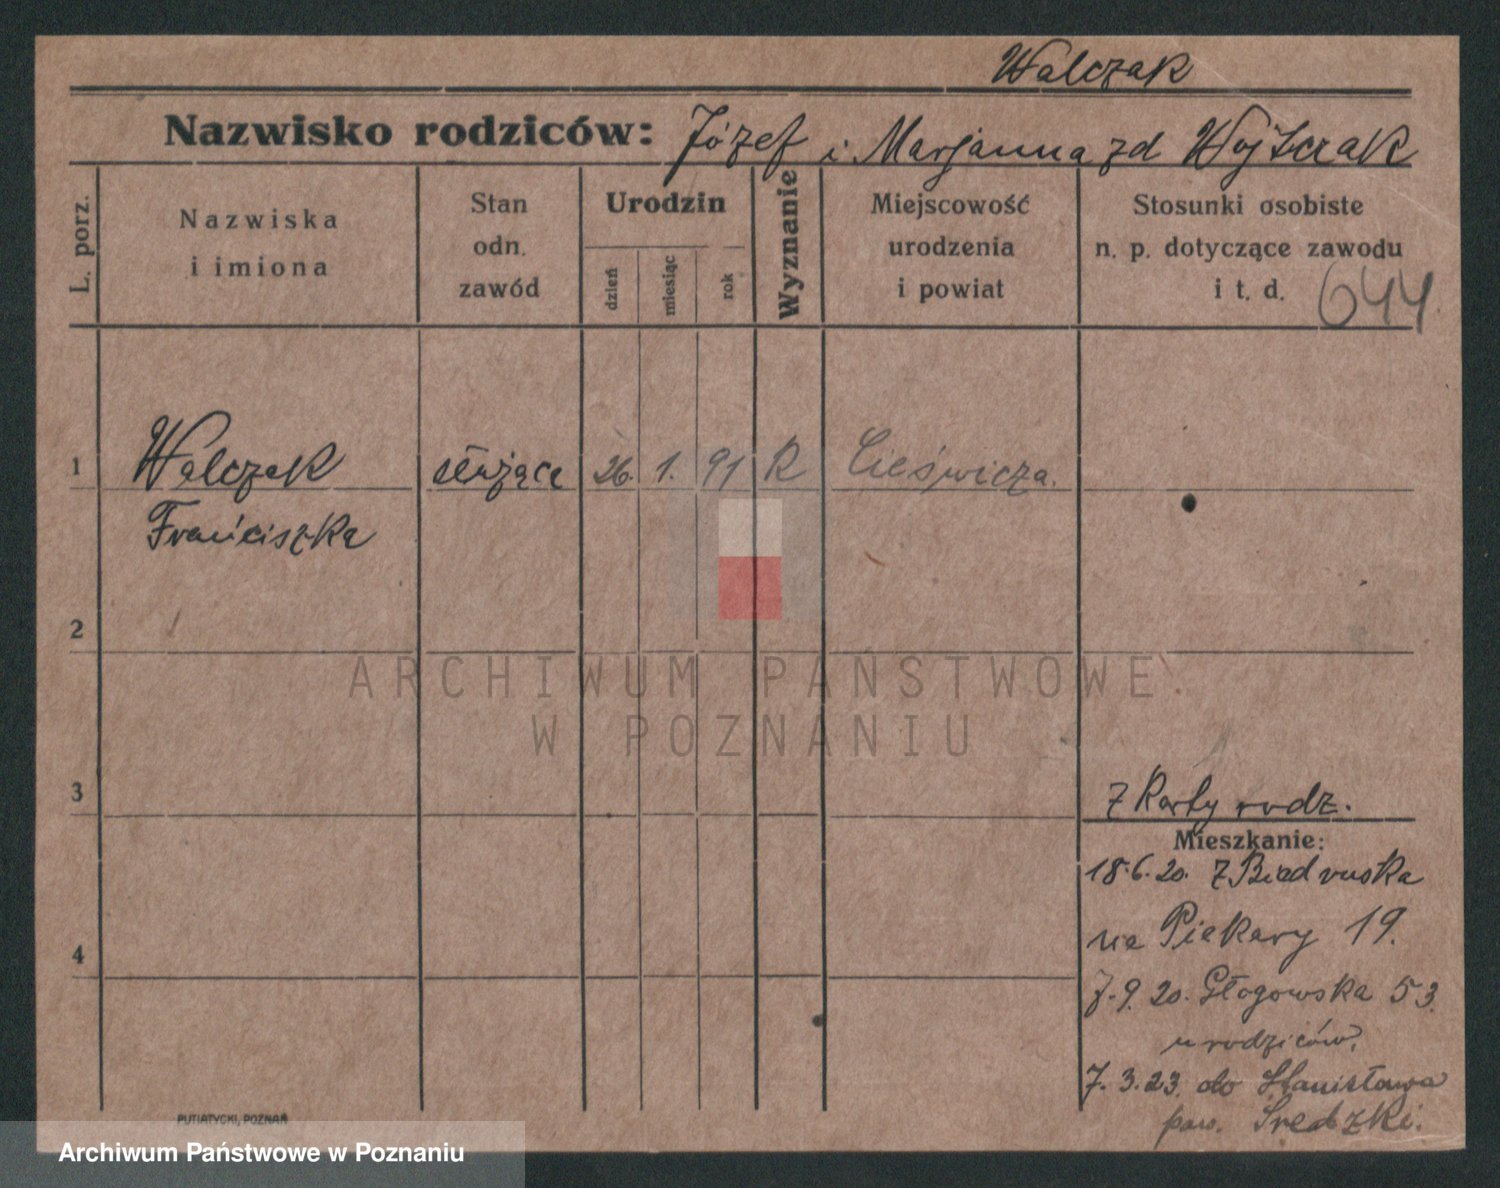 Walczak
Nazwisko rodziców: Józef i Marjanna zd Wojtczak
L. porz.
Nazwiska
i imiona
Stan
odn.
zawód
Urodzin
dzień
miesiąc
rok
Wyznanie
Miejscowość
urodzenia
i powiat
Stosunki osobiste
n. p. dotyczące zawodu
i t. d. 644
1 Walczak służąca 26. 1. 91 R Cieświcza.
Franciszka
2
ARCHIWUM PAŃSTWOWE
W POZNANIU
3
z Karty rodz.
Mieszkanie:
18.6.20. z Biedruska
na Piekary 19.
4
7.9.20. Głogowska 53
u rodziców,
7.3.23. do Stanisława
pow. Średzki.
PUTIATYCKI, POZNAŃ
Archiwum Państwowe w Poznaniu